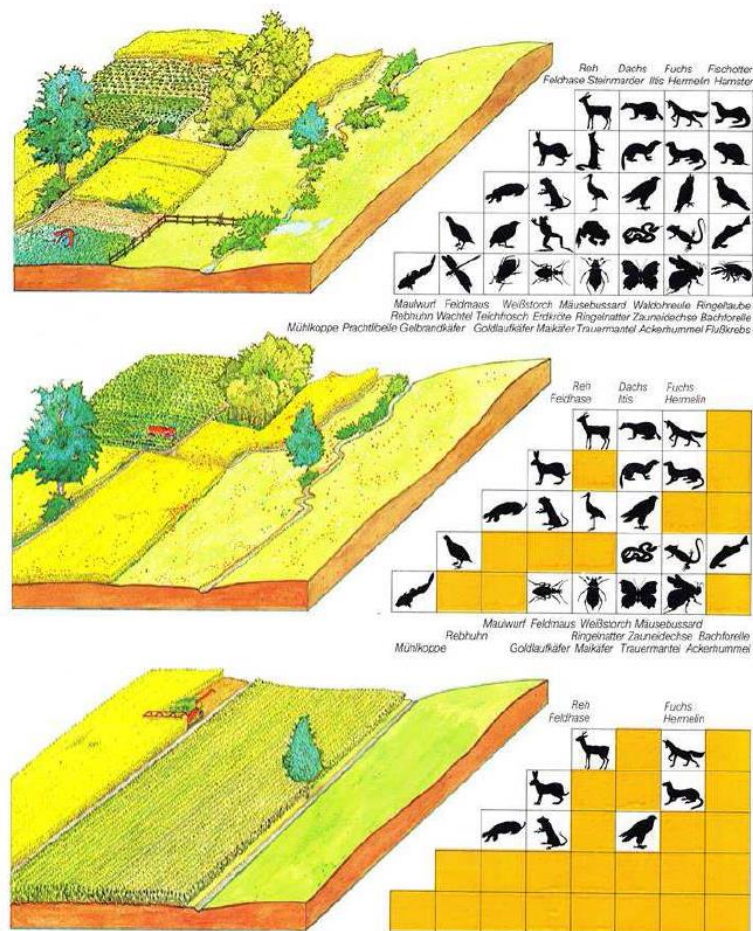 Reh Dachs Fuchs Fischotter
Feldhase Steinmarder Iltis Hermelin Hamster
Maulwurf Feldmaus Weißstorch Mäusebussard Waldohreule Ringeltaube
Rebhuhn Wachtel Teichfrosch Erdkröte Ringelnatter Zauneidechse Bachforelle
Mühlkoppe Prachtlibelle Gelbrandkäfer Goldlaufkäfer Maikäfer Trauermantel Ackerhummel Flußkrebs
Reh Dachs Fuchs
Feldhase Iltis Hermelin
Maulwurf Feldmaus Weißstorch Mäusebussard
Rebhuhn Ringelnatter Zauneidechse Bachforelle
Mühlkoppe Goldlaufkäfer Maikäfer Trauermantel Ackerhummel
Reh Fuchs
Feldhase Hermelin